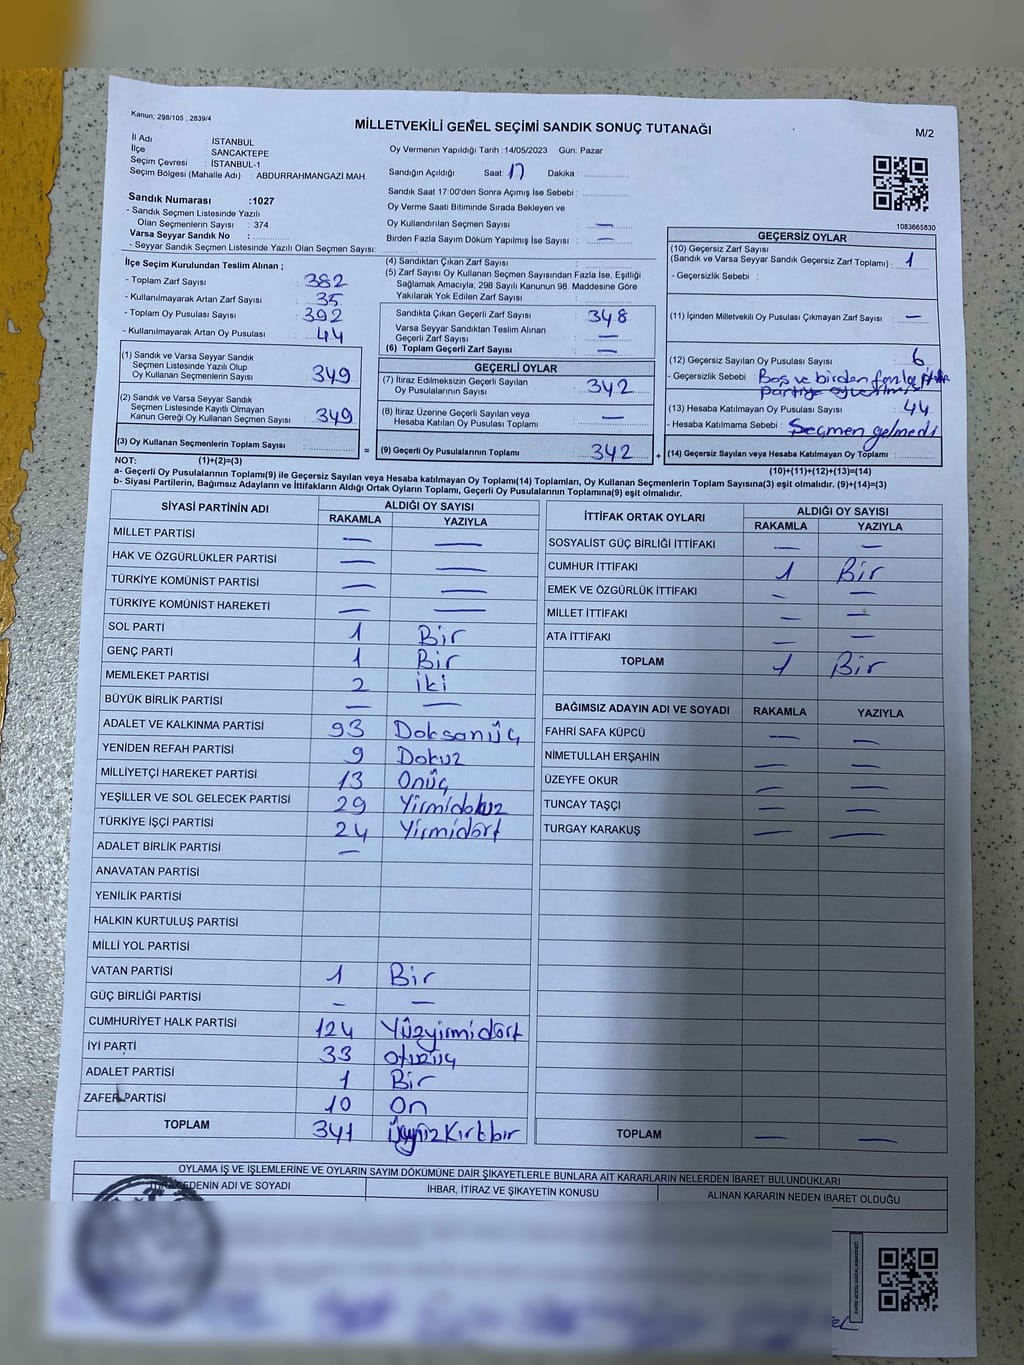 Kanun; 298/105 , 2839/4
MİLLETVEKİLİ GENEL SEÇİMİ SANDIK SONUÇ TUTANAĞI
M/2
İl Adı : İSTANBUL
İlçe : SANCAKTEPE
Seçim Çevresi : İSTANBUL-1
Seçim Bölgesi (Mahalle Adı) : ABDURRAHMANGAZİ MAH.
Sandık Numarası :1027
- Sandık Seçmen Listesinde Yazılı
Olan Seçmenlerin Sayısı : 374
Varsa Seyyar Sandık No :
- Seyyar Sandık Seçmen Listesinde Yazılı Olan Seçmen Sayısı:
Oy Vermenin Yapıldığı Tarih :14/05/2023 Gün: Pazar
Sandığın Açıldığı Saat: 17 Dakika :
Sandık Saat 17:00'den Sonra Açımış İse Sebebi :
Oy Verme Saati Bitiminde Sırada Bekleyen ve
Oy Kullandırılan Seçmen Sayısı : —
Birden Fazla Sayım Döküm Yapılmış İse Sayısı : —
1083665830
İlçe Seçim Kurulundan Teslim Alınan ;
- Toplam Zarf Sayısı : 382
- Kullanılmayarak Artan Zarf Sayısı : 35
- Toplam Oy Pusulası Sayısı : 392
- Kullanılmayarak Artan Oy Pusulası : 44
(1) Sandık ve Varsa Seyyar Sandık
Seçmen Listesinde Yazılı Olup
Oy Kullanan Seçmenlerin Sayısı : 349
(2) Sandık ve Varsa Seyyar Sandık
Seçmen Listesinde Kayıtlı Olmayan
Kanun Gereği Oy Kullanan Seçmen Sayısı : 349
(3) Oy Kullanan Seçmenlerin Toplam Sayısı :
(4) Sandıktan Çıkan Zarf Sayısı :
(5) Zarf Sayısı Oy Kullanan Seçmen Sayısından Fazla İse, Eşitliği
Sağlamak Amacıyla, 298 Sayılı Kanunun 98. Maddesine Göre
Yakılarak Yok Edilen Zarf Sayısı :
Sandıkta Çıkan Geçerli Zarf Sayısı : 348
Varsa Seyyar Sandıktan Teslim Alınan
Geçerli Zarf Sayısı : —
(6) Toplam Geçerli Zarf Sayısı : —
GEÇERLİ OYLAR
(7) İtiraz Edilmeksizin Geçerli Sayılan
Oy Pusulalarının Sayısı : 342
(8) İtiraz Üzerine Geçerli Sayılan veya
Hesaba Katılan Oy Pusulaları Toplamı : —
= (9) Geçerli Oy Pusulalarının Toplamı : 342 +
GEÇERSİZ OYLAR
(10) Geçersiz Zarf Sayısı
(Sandık ve Varsa Seyyar Sandık Geçersiz Zarf Toplamı) : 1
- Geçersizlik Sebebi :
(11) İçinden Milletvekili Oy Pusulası Çıkmayan Zarf Sayısı : —
(12) Geçersiz Sayılan Oy Pusulası Sayısı : 6
- Geçersizlik Sebebi : Boş ve birden fazla
partiye
(13) Hesaba Katılmayan Oy Pusulası Sayısı : 44
- Hesaba Katılmama Sebebi : Seçmen gelmedi
(14) Geçersiz Sayılan veya Hesaba Katılmayan Oy Toplamı :
NOT: (1)+(2)=(3) (10)+(11)+(12)+(13)=(14)
a- Geçerli Oy Pusulalarının Toplamı(9) ile Geçersiz Sayılan veya Hesaba katılmayan Oy Toplamı(14) Toplamları, Oy Kullanan Seçmenlerin Toplam Sayısına(3) eşit olmalıdır. (9)+(14)=(3)
b- Siyasi Partilerin, Bağımsız Adayların ve İttifakların Aldığı Ortak Oyların Toplamı, Geçerli Oy Pusulalarının Toplamına(9) eşit olmalıdır.
SİYASİ PARTİNİN ADI ALDIĞI OY SAYISI
RAKAMLA YAZIYLA
MİLLET PARTİSİ — —
HAK VE ÖZGÜRLÜKLER PARTİSİ — —
TÜRKİYE KOMÜNİST PARTİSİ — —
TÜRKİYE KOMÜNİST HAREKETİ — —
SOL PARTİ 1 Bir
GENÇ PARTİ 1 Bir
MEMLEKET PARTİSİ 2 iki
BÜYÜK BİRLİK PARTİSİ — —
ADALET VE KALKINMA PARTİSİ 93 Doksanüç
YENİDEN REFAH PARTİSİ 9 Dokuz
MİLLİYETÇİ HAREKET PARTİSİ 13 Onüç
YEŞİLLER VE SOL GELECEK PARTİSİ 29 Yirmidokuz
TÜRKİYE İŞÇİ PARTİSİ 24 Yirmidört
ADALET BİRLİK PARTİSİ —
ANAVATAN PARTİSİ
YENİLİK PARTİSİ
HALKIN KURTULUŞ PARTİSİ
MİLLİ YOL PARTİSİ
VATAN PARTİSİ 1 Bir
GÜÇ BİRLİĞİ PARTİSİ — —
CUMHURİYET HALK PARTİSİ 124 Yüzyirmidört
İYİ PARTİ 33 otuzüç
ADALET PARTİSİ 1 Bir
ZAFER PARTİSİ 10 On
TOPLAM 341 Üçyüz Kırkbir
İTTİFAK ORTAK OYLARI ALDIĞI OY SAYISI
RAKAMLA YAZIYLA
SOSYALİST GÜÇ BİRLİĞİ İTTİFAKI — —
CUMHUR İTTİFAKI 1 Bir
EMEK VE ÖZGÜRLÜK İTTİFAKI — —
MİLLET İTTİFAKI — —
ATA İTTİFAKI — —
TOPLAM 1 Bir
BAĞIMSIZ ADAYIN ADI VE SOYADI RAKAMLA YAZIYLA
FAHRİ SAFA KÜPCÜ — —
NİMETULLAH ERŞAHİN — —
ÜZEYFE OKUR — —
TUNCAY TAŞÇI — —
TURGAY KARAKUŞ — —
TOPLAM — —
OYLAMA İŞ VE İŞLEMLERİNE VE OYLARIN SAYIM DÖKÜMÜNE DAİR ŞİKAYETLERLE BUNLARA AİT KARARLARIN NELERDEN İBARET BULUNDUKLARI
İTİRAZ EDENİN ADI VE SOYADI İHBAR, İTİRAZ VE ŞİKAYETİN KONUSU ALINAN KARARIN NEDEN İBARET OLDUĞU